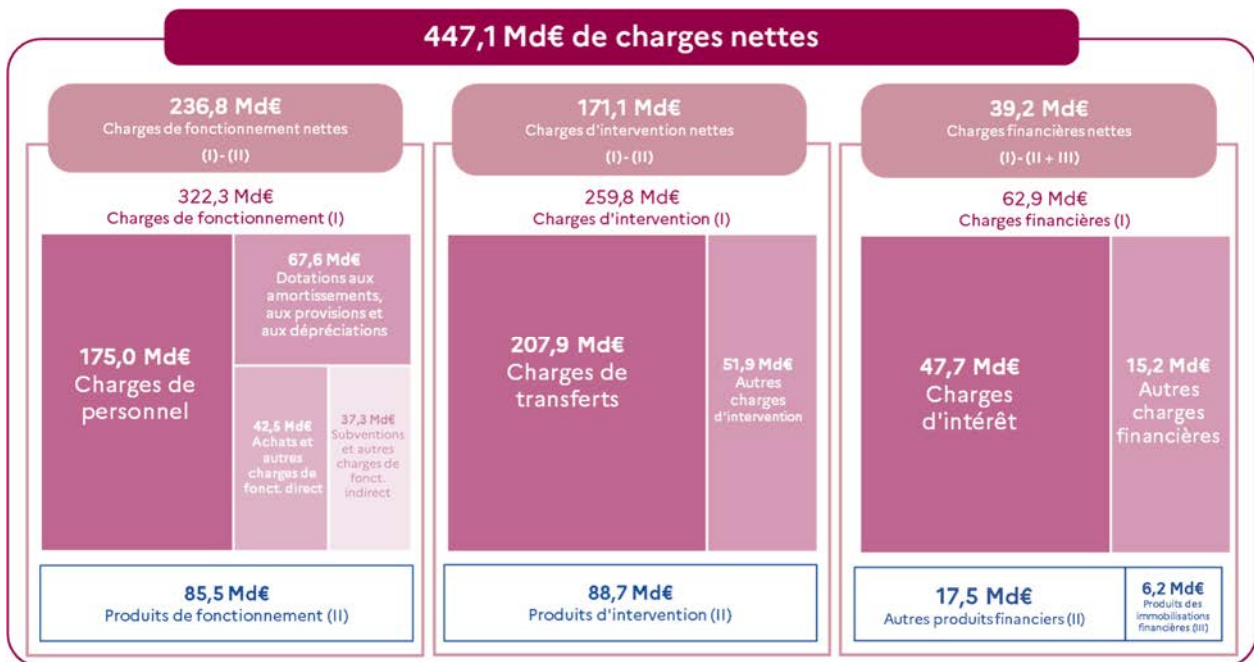 447,1 Md€ de charges nettes
236,8 Md€
Charges de fonctionnement nettes
(I)-(II)
322,3 Md€
Charges de fonctionnement (I)
175,0 Md€
Charges de
personnel
67,6 Md€
Dotations aux
amortissements,
aux provisions et
aux dépréciations
42,5 Md€
Achats et
autres
charges de
fonct. direct
37,3 Md€
Subventions
et autres
charges de
fonct.
indirect
85,5 Md€
Produits de fonctionnement (II)
171,1 Md€
Charges d'intervention nettes
(I)-(II)
259,8 Md€
Charges d'intervention (I)
207,9 Md€
Charges de
transferts
51,9 Md€
Autres
charges
d'intervention
88,7 Md€
Produits d'intervention (II)
39,2 Md€
Charges financières nettes
(I)-(II + III)
62,9 Md€
Charges financières (I)
47,7 Md€
Charges
d'intérêt
15,2 Md€
Autres
charges
financières
17,5 Md€
Autres produits financiers (II)
6,2 Md€
Produits des
immobilisations
financières (III)